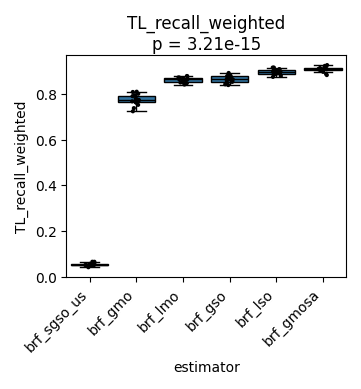 TL_recall_weighted
p = 3.21e-15
TL_recall_weighted
0.8
0.6
0.4
0.2
0.0
brf_sgso_us
brf_gmo
brf_lmo
brf_gso
brf_lso
brf_gmosa
estimator